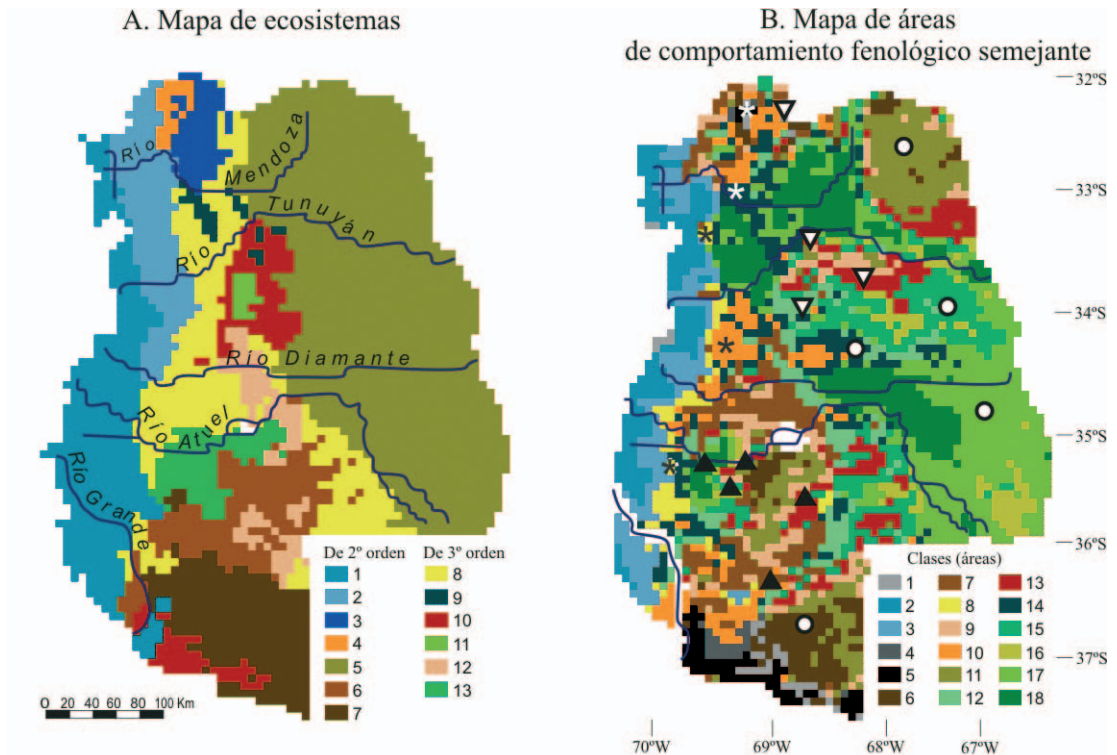 A. Mapa de ecosistemas
B. Mapa de áreas
de comportamiento fenológico semejante
Río Mendoza
Río Tunuyán
Río Diamante
Río Atuel
Río Grande
De 2º orden
1
2
3
4
5
6
7
De 3º orden
8
9
10
11
12
13
0 20 40 60 80 100 Km
32ºS
33ºS
34ºS
35ºS
36ºS
37ºS
Clases (áreas)
1
2
3
4
5
6
7
8
9
10
11
12
13
14
15
16
17
18
70ºW
69ºW
68ºW
67ºW